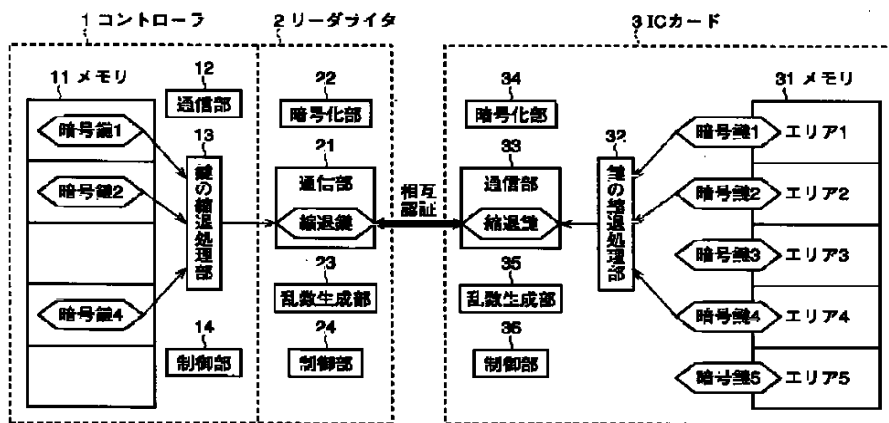 1 コントローラ
2 リーダライタ
3 ICカード
11 メモリ
暗号鍵1
暗号鍵2
暗号鍵4
12
通信部
13
鍵の縮退処理部
14
制御部
22
暗号化部
21
通信部
縮退鍵
23
乱数生成部
24
制御部
相互
認証
34
暗号化部
33
通信部
縮退鍵
35
乱数生成部
36
制御部
32
鍵の縮退処理部
31 メモリ
暗号鍵1 エリア1
暗号鍵2 エリア2
暗号鍵3 エリア3
暗号鍵4 エリア4
暗号鍵5 エリア5